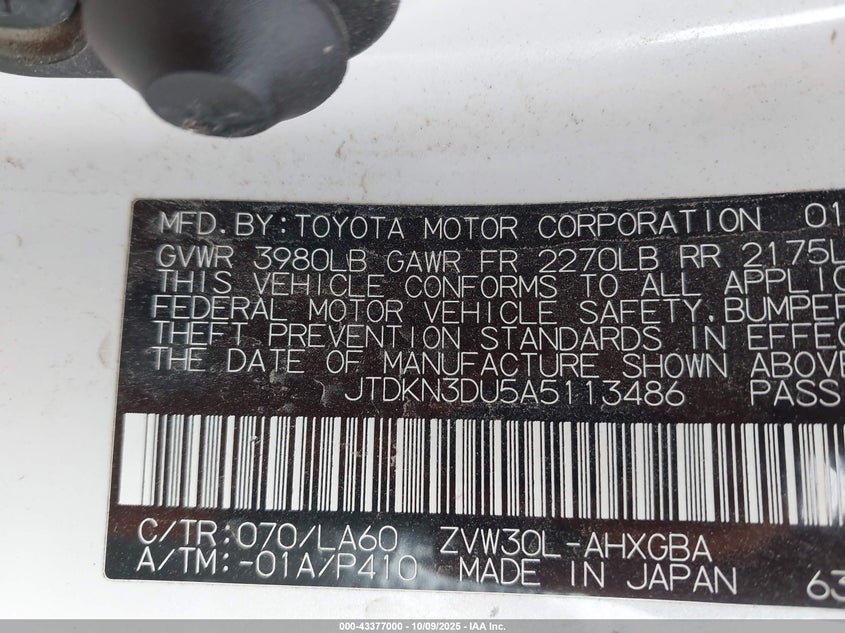 MFD. BY: TOYOTA MOTOR CORPORATION 01
GVWR 3980LB GAWR FR 2270LB RR 2175L
THIS VEHICLE CONFORMS TO ALL APPLIC
FEDERAL MOTOR VEHICLE SAFETY, BUMPER
THEFT PREVENTION STANDARDS IN EFFEC
THE DATE OF MANUFACTURE SHOWN ABOVE
JTDKN3DU5A5113486 PASS
C/TR: 070/LA60 ZVW30L-AHXGBA
A/TM: -01A/P410 MADE IN JAPAN 63
000-43377000 - 10/09/2025 - IAA Inc.